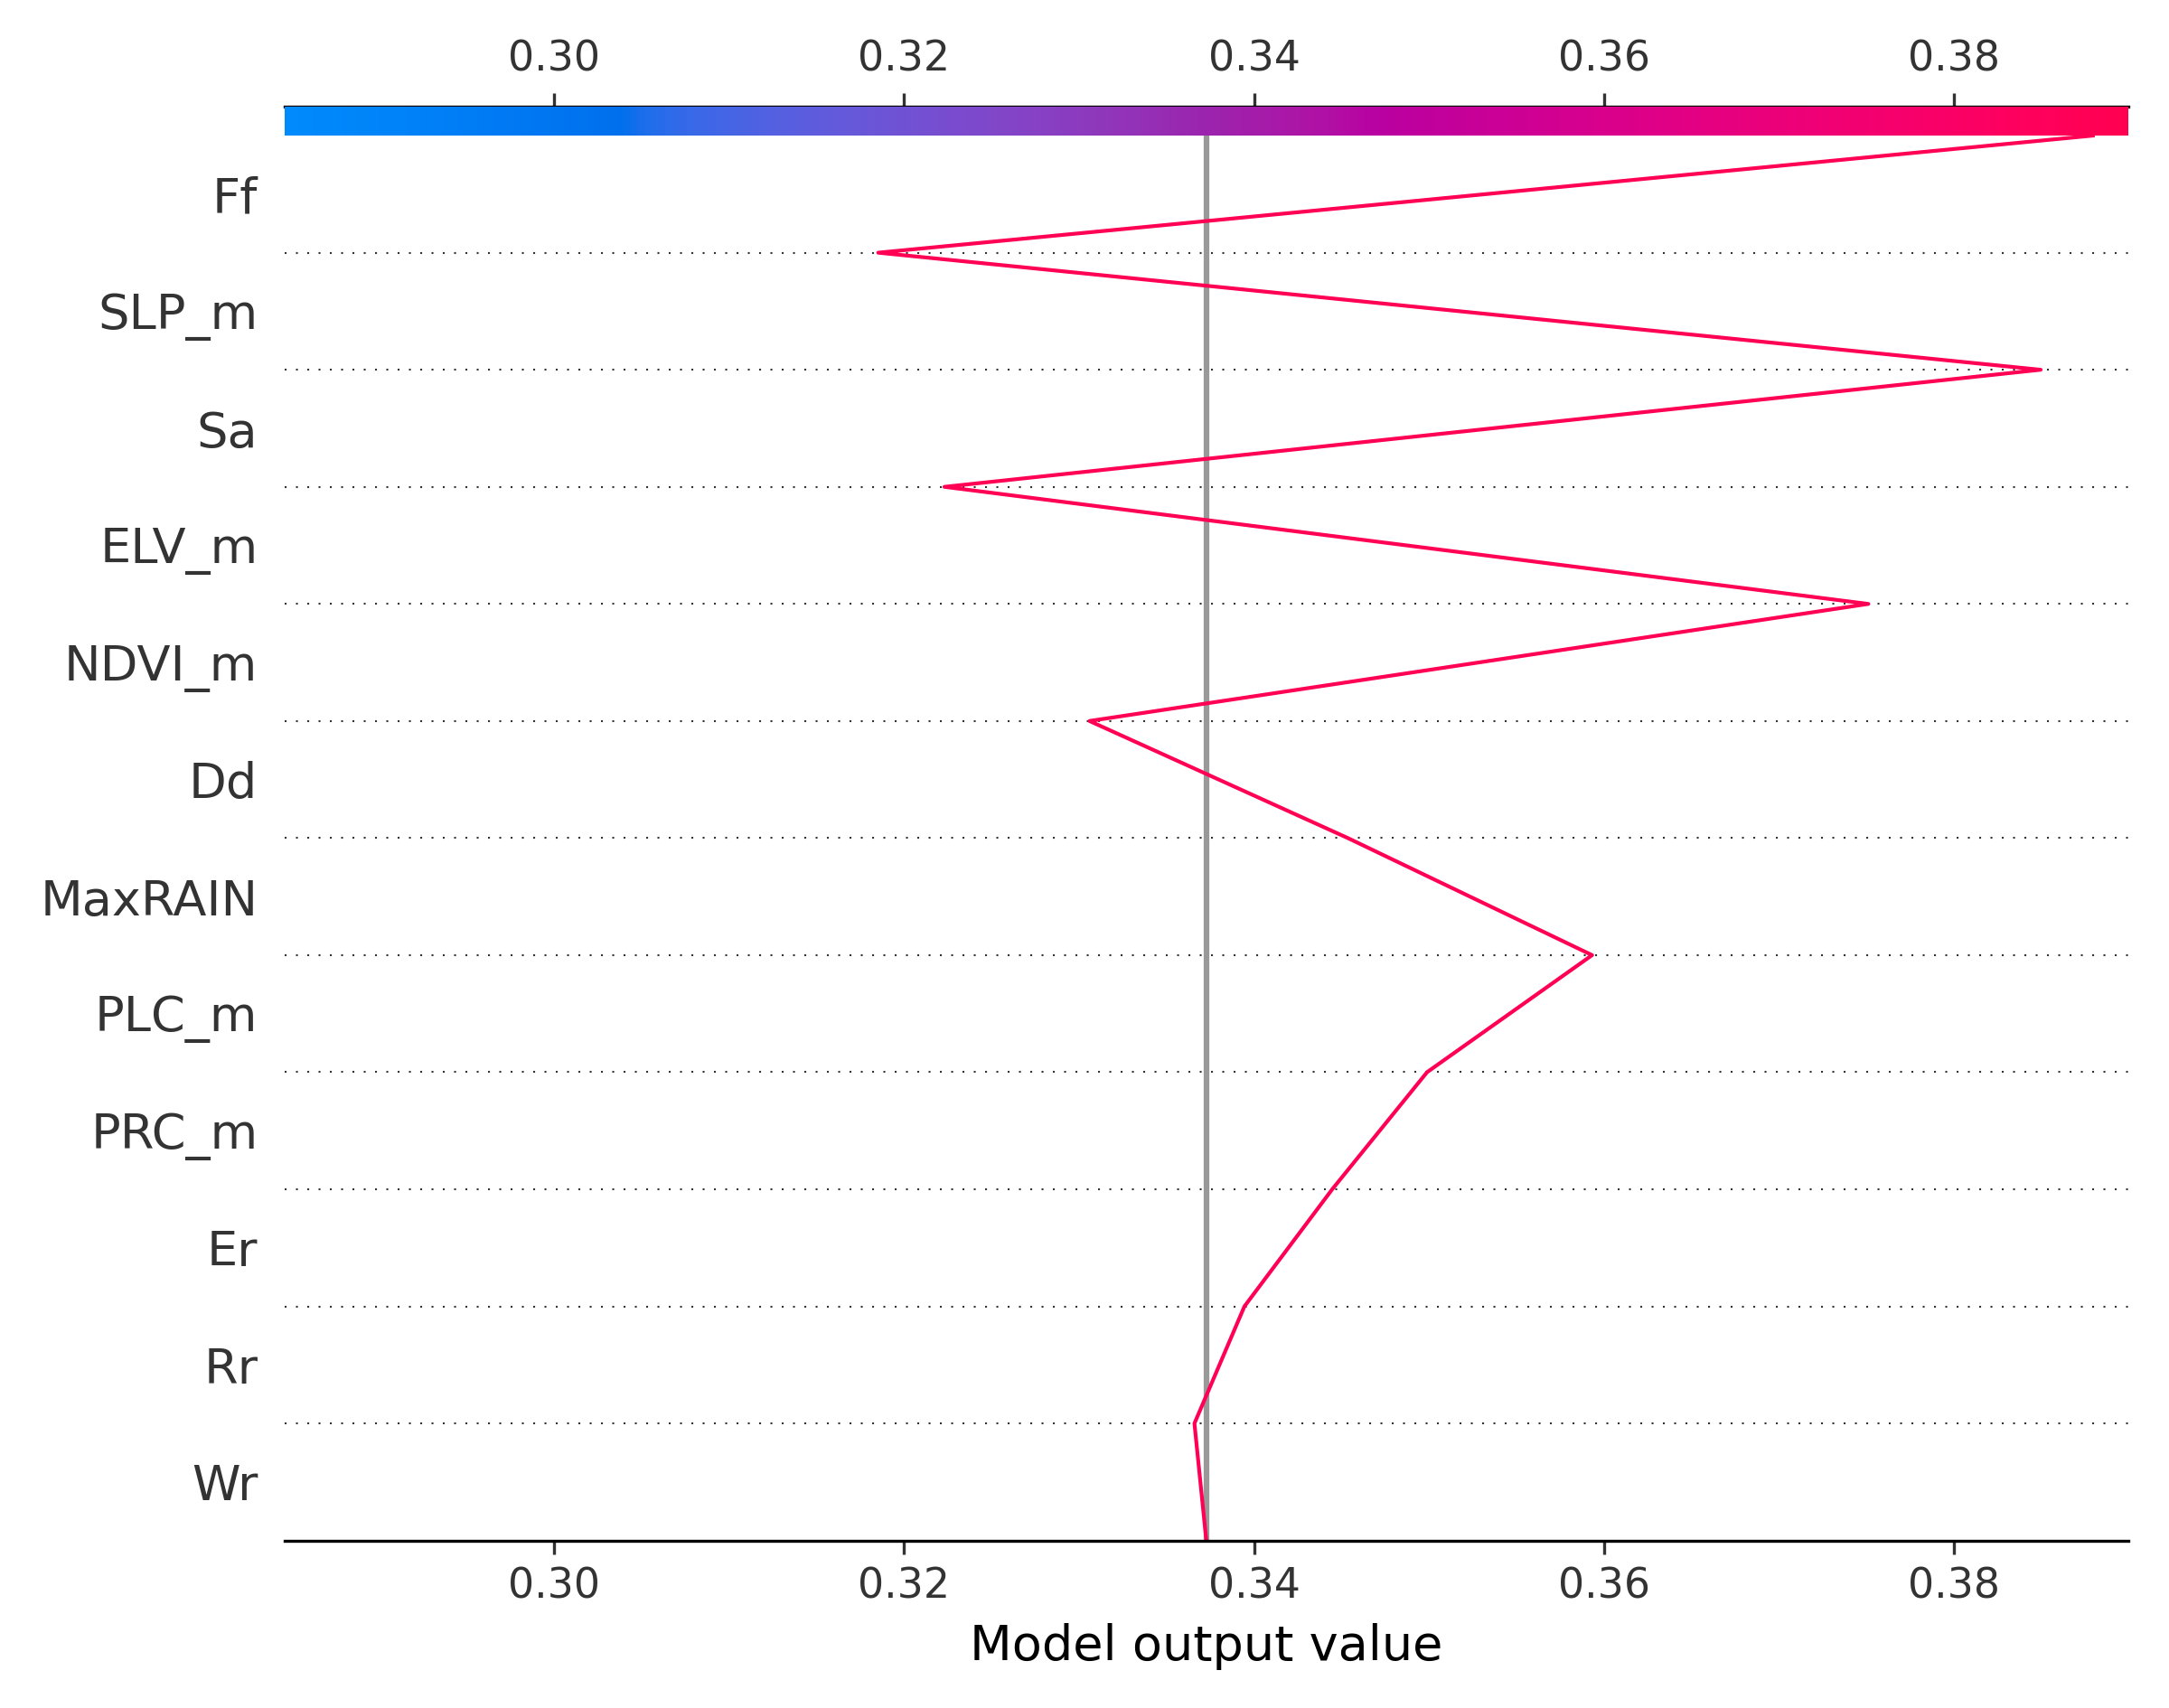 0.30 0.32 0.34 0.36 0.38
Ff
SLP_m
Sa
ELV_m
NDVI_m
Dd
MaxRAIN
PLC_m
PRC_m
Er
Rr
Wr
0.30 0.32 0.34 0.36 0.38
Model output value